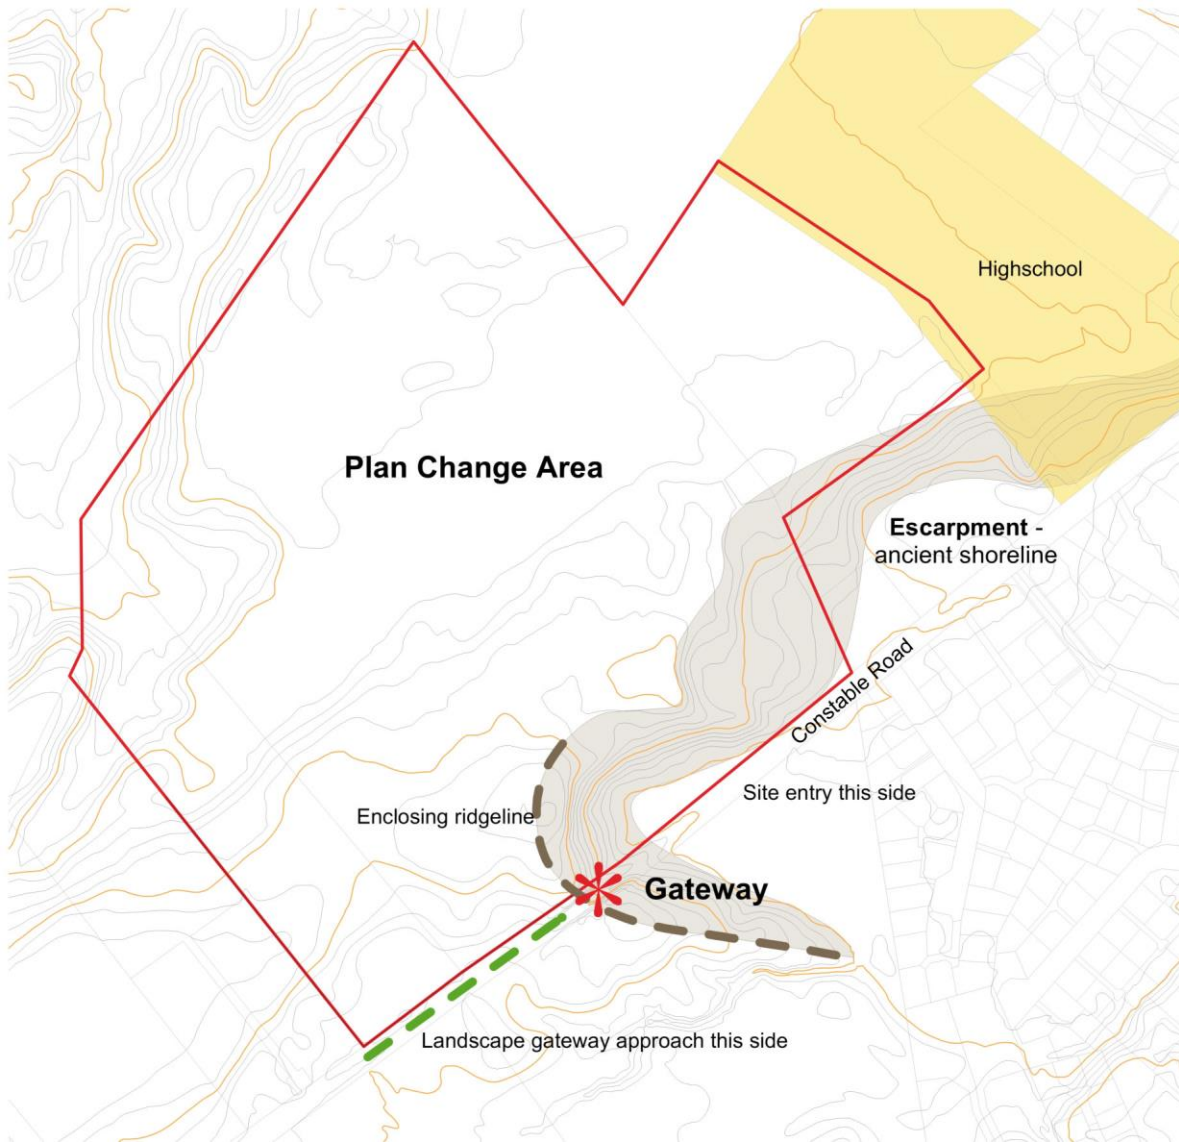 Highschool
Plan Change Area
Escarpment -
ancient shoreline
Constable Road
Site entry this side
Enclosing ridgeline
Gateway
Landscape gateway approach this side